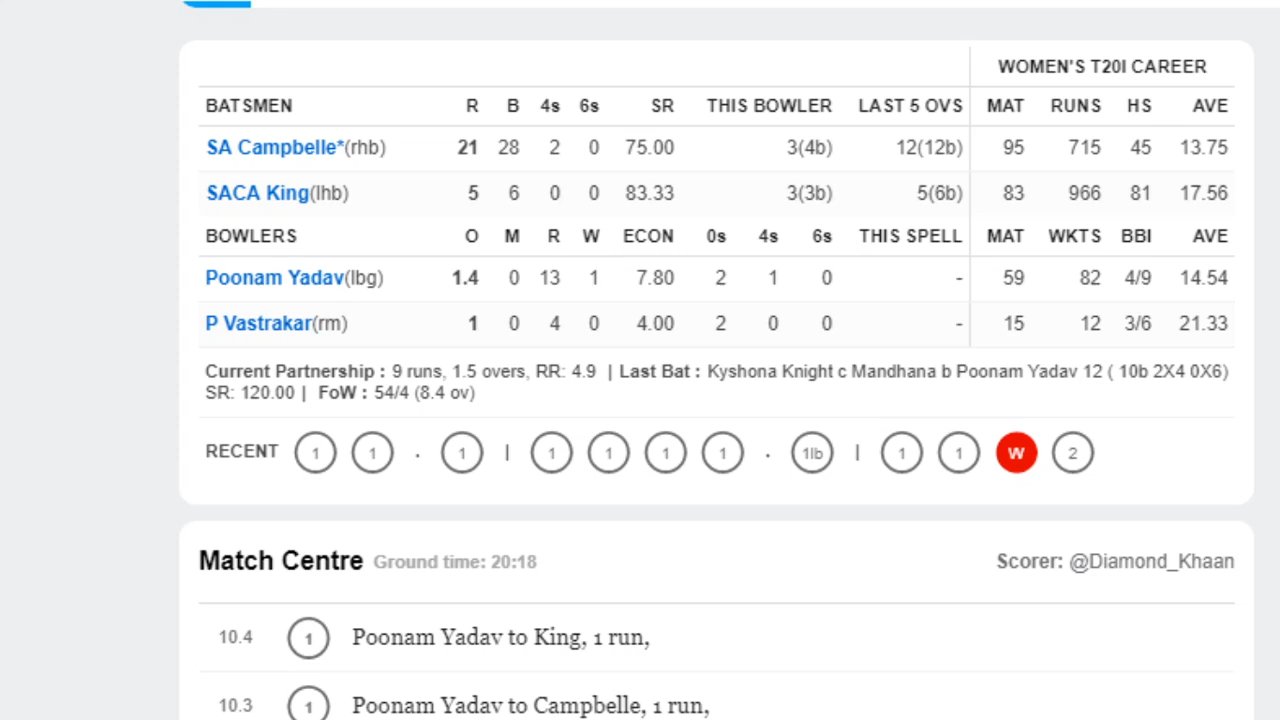 WOMEN'S T20I CAREER
BATSMEN R B 4s 6s SR THIS BOWLER LAST 5 OVS MAT RUNS HS AVE
SA Campbelle*(rhb) 21 28 2 0 75.00 3(4b) 12(12b) 95 715 45 13.75
SACA King(lhb) 5 6 0 0 83.33 3(3b) 5(6b) 83 966 81 17.56
BOWLERS O M R W ECON 0s 4s 6s THIS SPELL MAT WKTS BBI AVE
Poonam Yadav(lbg) 1.4 0 13 1 7.80 2 1 0 - 59 82 4/9 14.54
P Vastrakar(rm) 1 0 4 0 4.00 2 0 0 - 15 12 3/6 21.33
Current Partnership : 9 runs, 1.5 overs, RR: 4.9 | Last Bat : Kyshona Knight c Mandhana b Poonam Yadav 12 ( 10b 2X4 0X6)
SR: 120.00 | FoW : 54/4 (8.4 ov)
RECENT 1 1 . 1 | 1 1 1 1 . 1lb | 1 1 W 2
Match Centre Ground time: 20:18 Scorer: @Diamond_Khaan
10.4 1 Poonam Yadav to King, 1 run,
10.3 1 Poonam Yadav to Campbelle, 1 run,